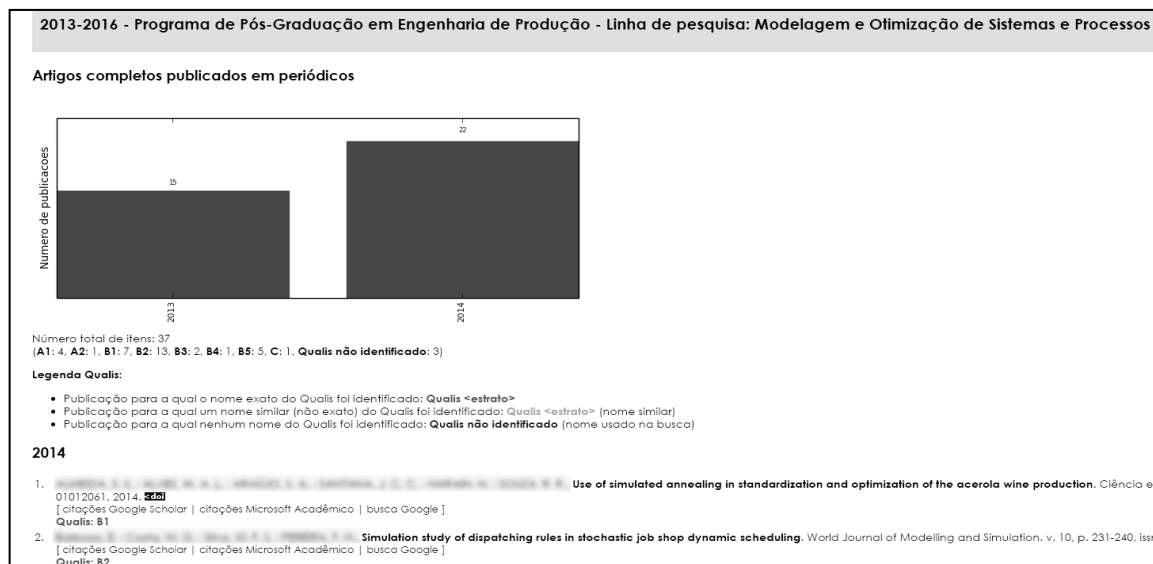 2013-2016 - Programa de Pós-Graduação em Engenharia de Produção - Linha de pesquisa: Modelagem e Otimização de Sistemas e Processos
Artigos completos publicados em periódicos
22
15
Numero de publicacoes
2013
2014
Número total de itens: 37
(A1: 4, A2: 1, B1: 7, B2: 13, B3: 2, B4: 1, B5: 5, C: 1, Qualis não identificado: 3)
Legenda Qualis:
• Publicação para a qual o nome exato do Qualis foi identificado: Qualis <estrato>
• Publicação para a qual um nome similar (não exato) do Qualis foi identificado: Qualis <estrato> (nome similar)
• Publicação para a qual nenhum nome do Qualis foi identificado: Qualis não identificado (nome usado na busca)
2014
1. Use of simulated annealing in standardization and optimization of the acerola wine production. Ciência e
01012061, 2014. <doi
[ citações Google Scholar | citações Microsoft Acadêmico | busca Google ]
Qualis: B1
2. Simulation study of dispatching rules in stochastic job shop dynamic scheduling. World Journal of Modelling and Simulation. v. 10, p. 231-240, issn
[ citações Google Scholar | citações Microsoft Acadêmico | busca Google ]
Qualis: B2